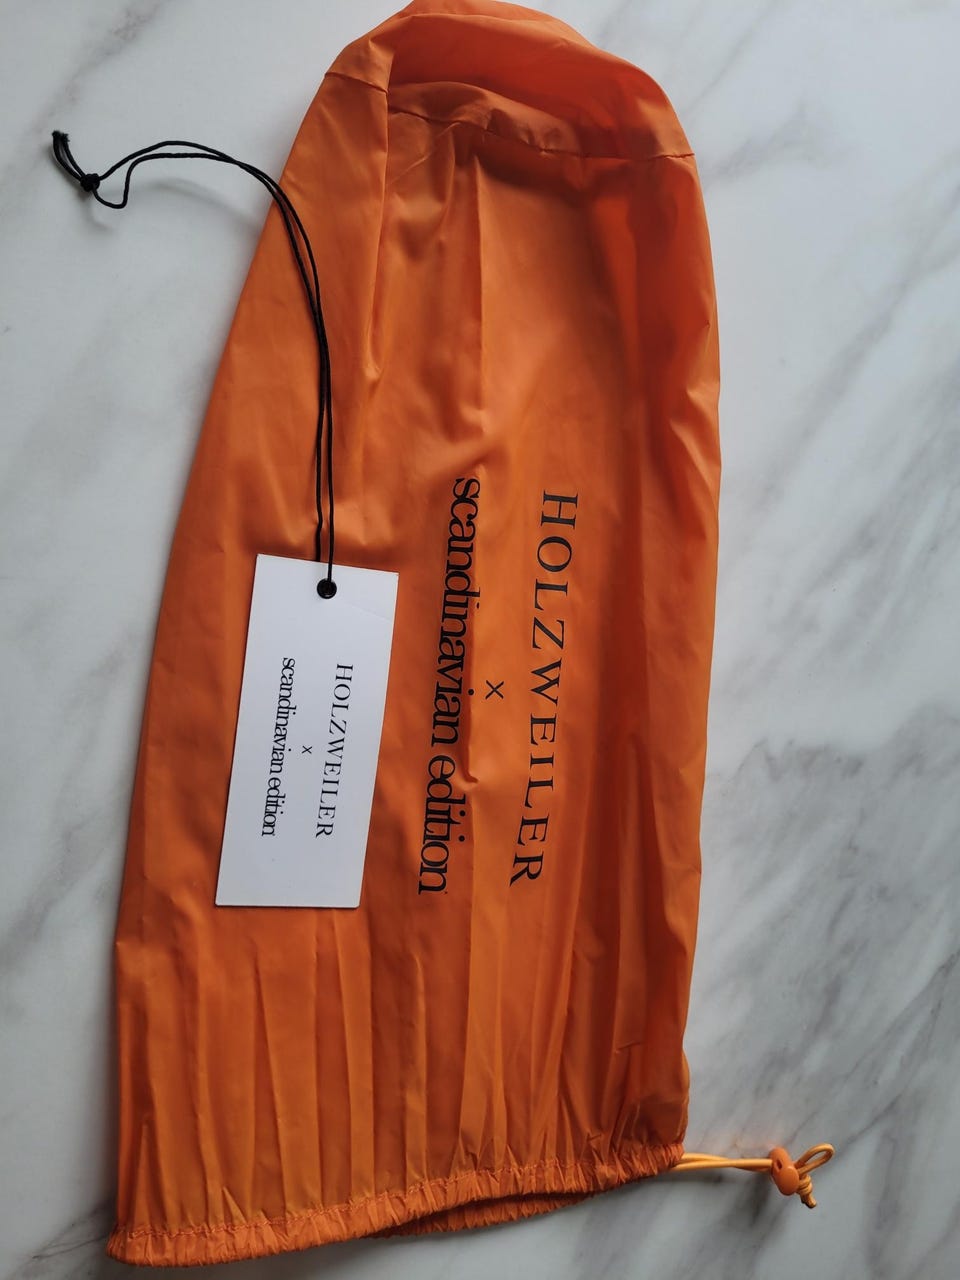 HOLZWEILER
x
scandinavian edition
HOLZWEILER
x
scandinavian edition